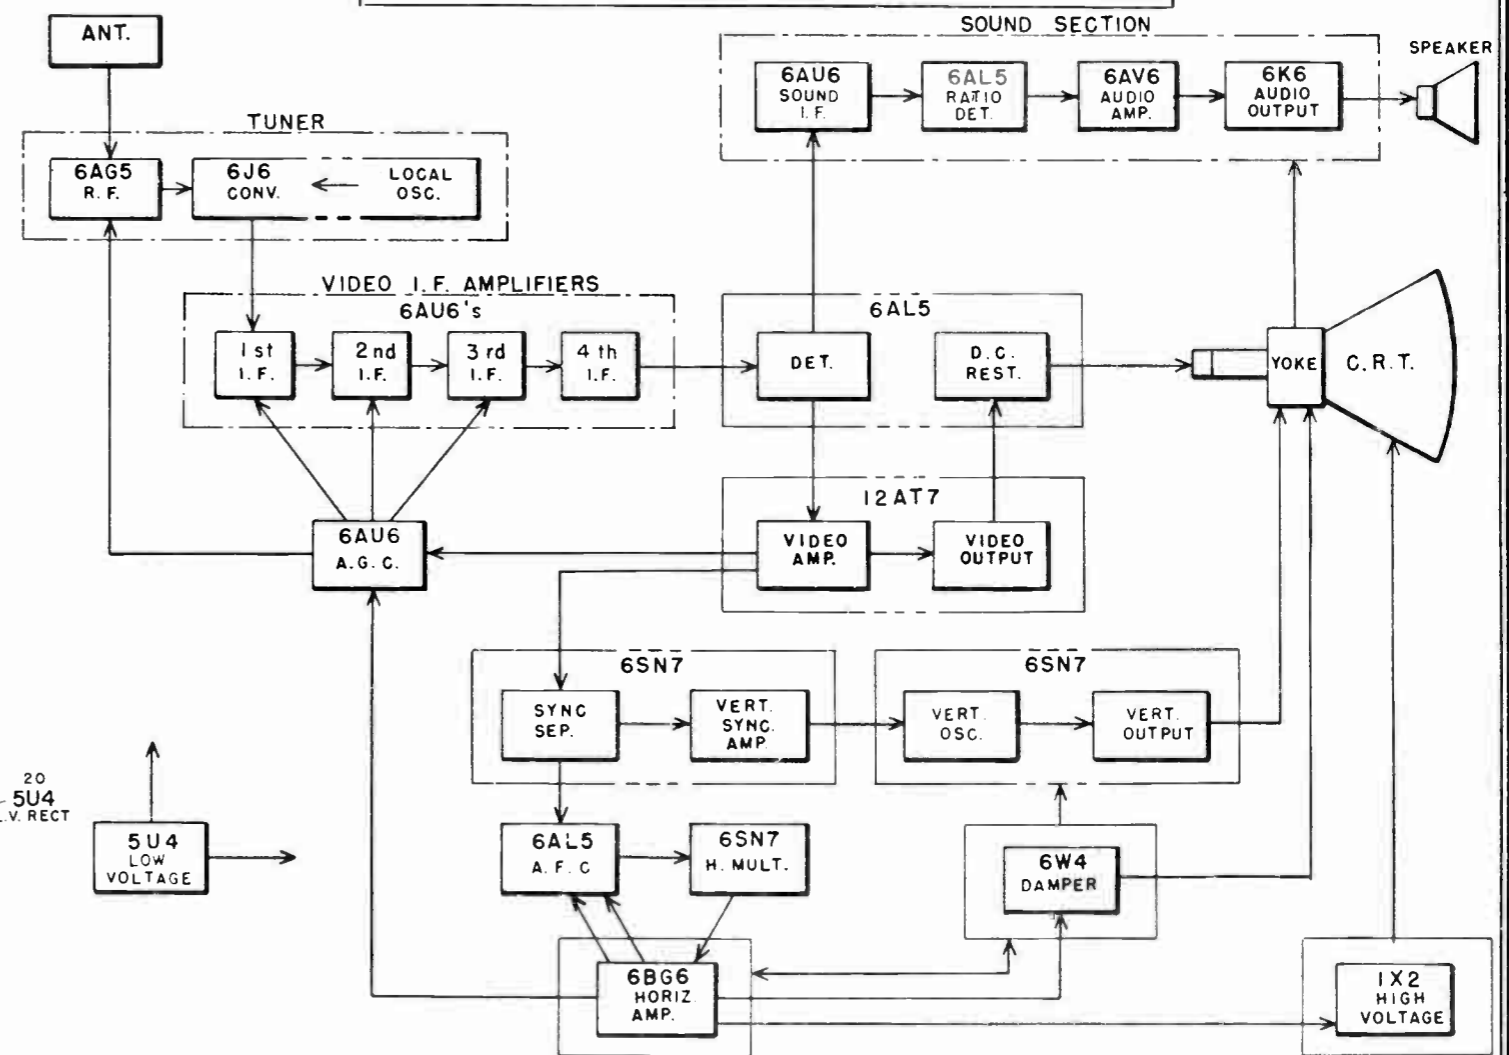 ANT.
SOUND SECTION
SPEAKER
6AU6
SOUND
I.F.
6AL5
RATIO
DET.
6AV6
AUDIO
AMP.
6K6
AUDIO
OUTPUT
TUNER
6AG5
R.F.
6J6
CONV.
LOCAL
OSC.
VIDEO I.F. AMPLIFIERS
6AU6's
1st
I.F.
2nd
I.F.
3rd
I.F.
4th
I.F.
6AL5
DET.
D.C.
REST.
YOKE
C.R.T.
12AT7
6AU6
A.G.C.
VIDEO
AMP.
VIDEO
OUTPUT
6SN7
SYNC
SEP.
VERT.
SYNC.
AMP.
6SN7
VERT.
OSC.
VERT.
OUTPUT
20
5U4
.V. RECT
5U4
LOW
VOLTAGE
6AL5
A.F.C
6SN7
H. MULT.
6W4
DAMPER
6BG6
HORIZ
AMP.
1X2
HIGH
VOLTAGE